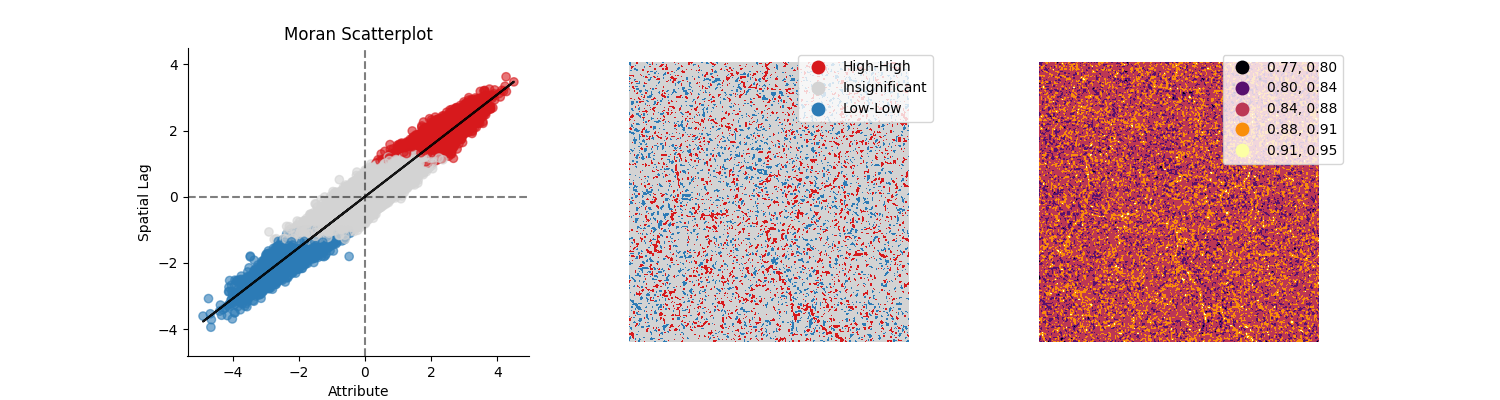 Moran Scatterplot
4
2
0
−2
−4
Spatial Lag
−4 −2 0 2 4
Attribute
High-High
Insignificant
Low-Low
0.77, 0.80
0.80, 0.84
0.84, 0.88
0.88, 0.91
0.91, 0.95